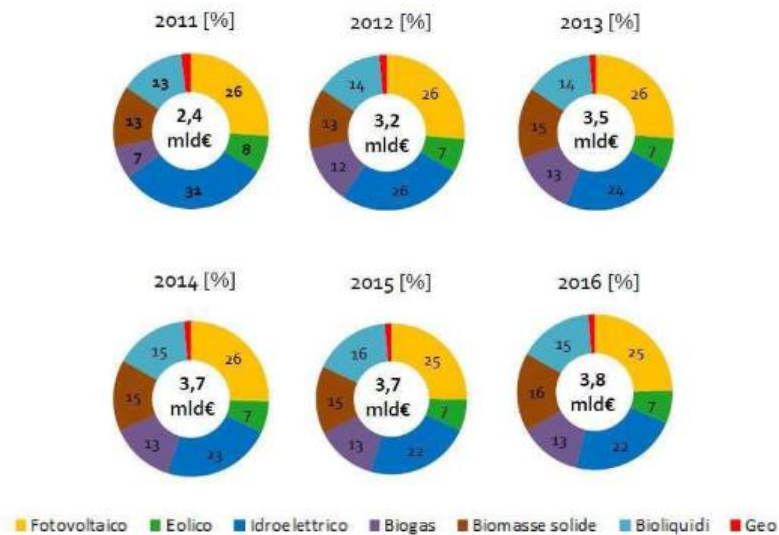 2011 [%] 2012 [%] 2013 [%]
13 26 13 2,4 mld€ 7 8 31
14 26 13 3,2 mld€ 12 7 26
14 26 15 3,5 mld€ 13 7 24
2014 [%] 2015 [%] 2016 [%]
15 26 15 3,7 mld€ 13 7 23
16 25 15 3,7 mld€ 13 7 22
15 25 16 3,8 mld€ 13 7 22
Fotovoltaico Eolico Idroelettrico Biogas Biomasse solide Bioliquidi Geo